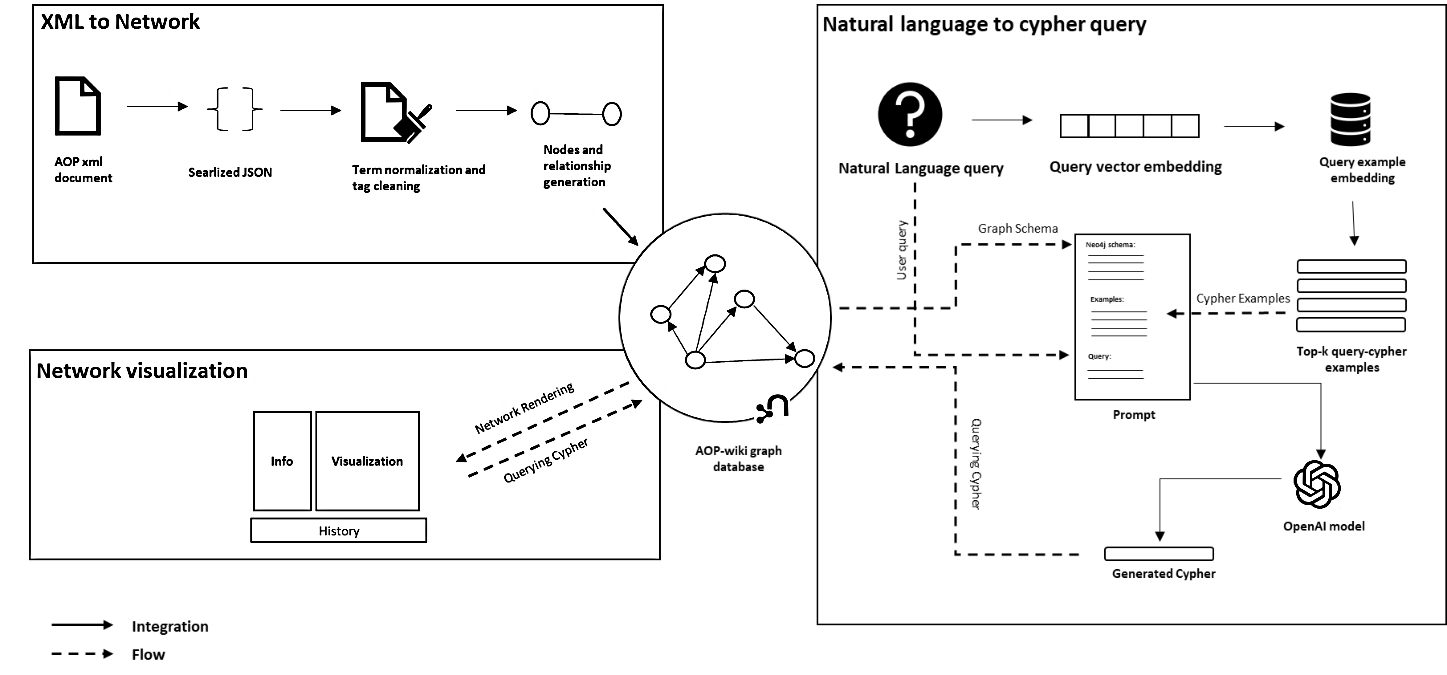 XML to Network
AOP xml
document
Searlized JSON
Term normalization and
tag cleaning
Nodes and
relationship
generation
Natural language to cypher query
Natural Language query
Query vector embedding
Query example
embedding
User query
Graph Schema
Neo4j schema:
Examples:
Query:
Prompt
Cypher Examples
Top-k query-cypher
examples
OpenAI model
Generated Cypher
Querying Cypher
AOP-wiki graph
database
Network visualization
Network Rendering
Querying Cypher
Info
Visualization
History
Integration
Flow